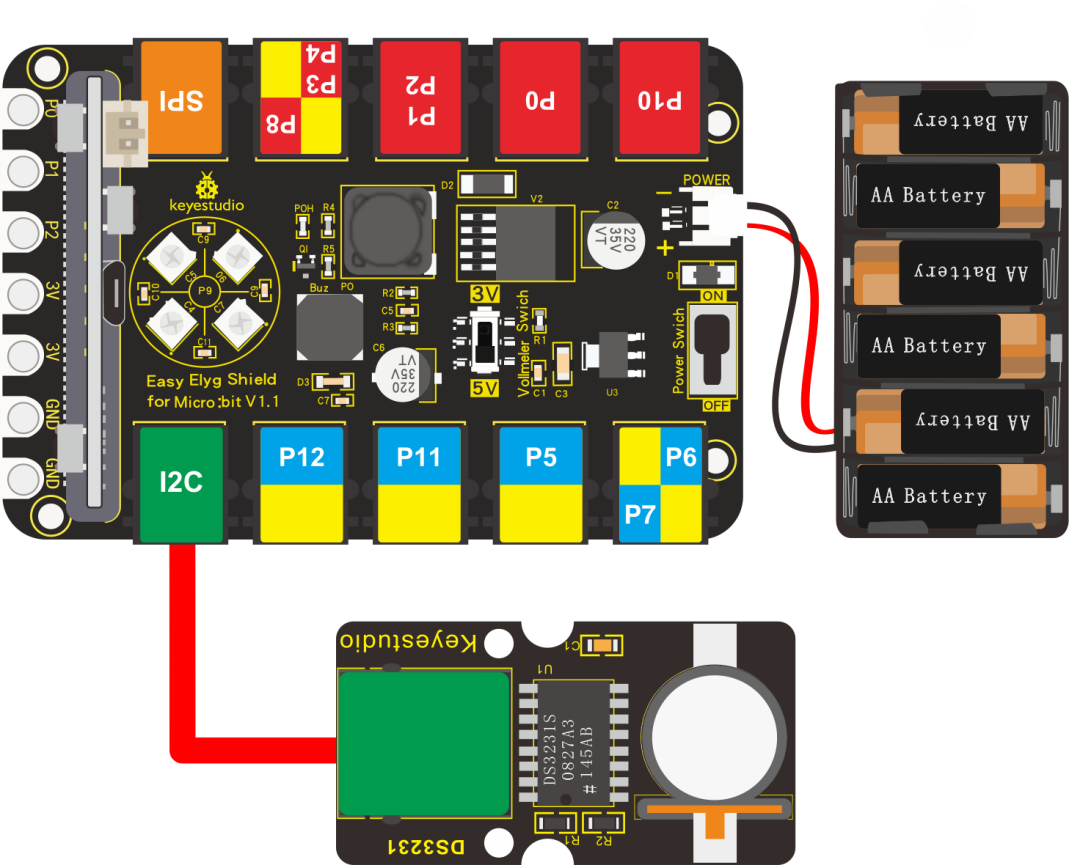 SPI
P4
P3
P8
P2
P1
P0
P10
P0
P1
P2
3V
3V
GND
GND
keyestudio
C9
C5
D6
P9
C10
C9
C4
C7
C11
Easy Elyg Shield
for Micro:bit V1.1
POH
R4
QI
R5
Buz
PO
R2
C5
R3
D3
C7
C6
220
35V
VT
D2
V2
C2
220
35V
VT
POWER
−
+
D1
ON
Power Swich
OFF
3V
5V
Vollmeler Swich
R1
C1
C3
U3
I2C
P12
P11
P5
P6
P7
AA Battery
AA Battery
AA Battery
AA Battery
AA Battery
AA Battery
Keyestudio
C1
U1
DS3231S
0827A3
#145AB
R1
R2
DS3231